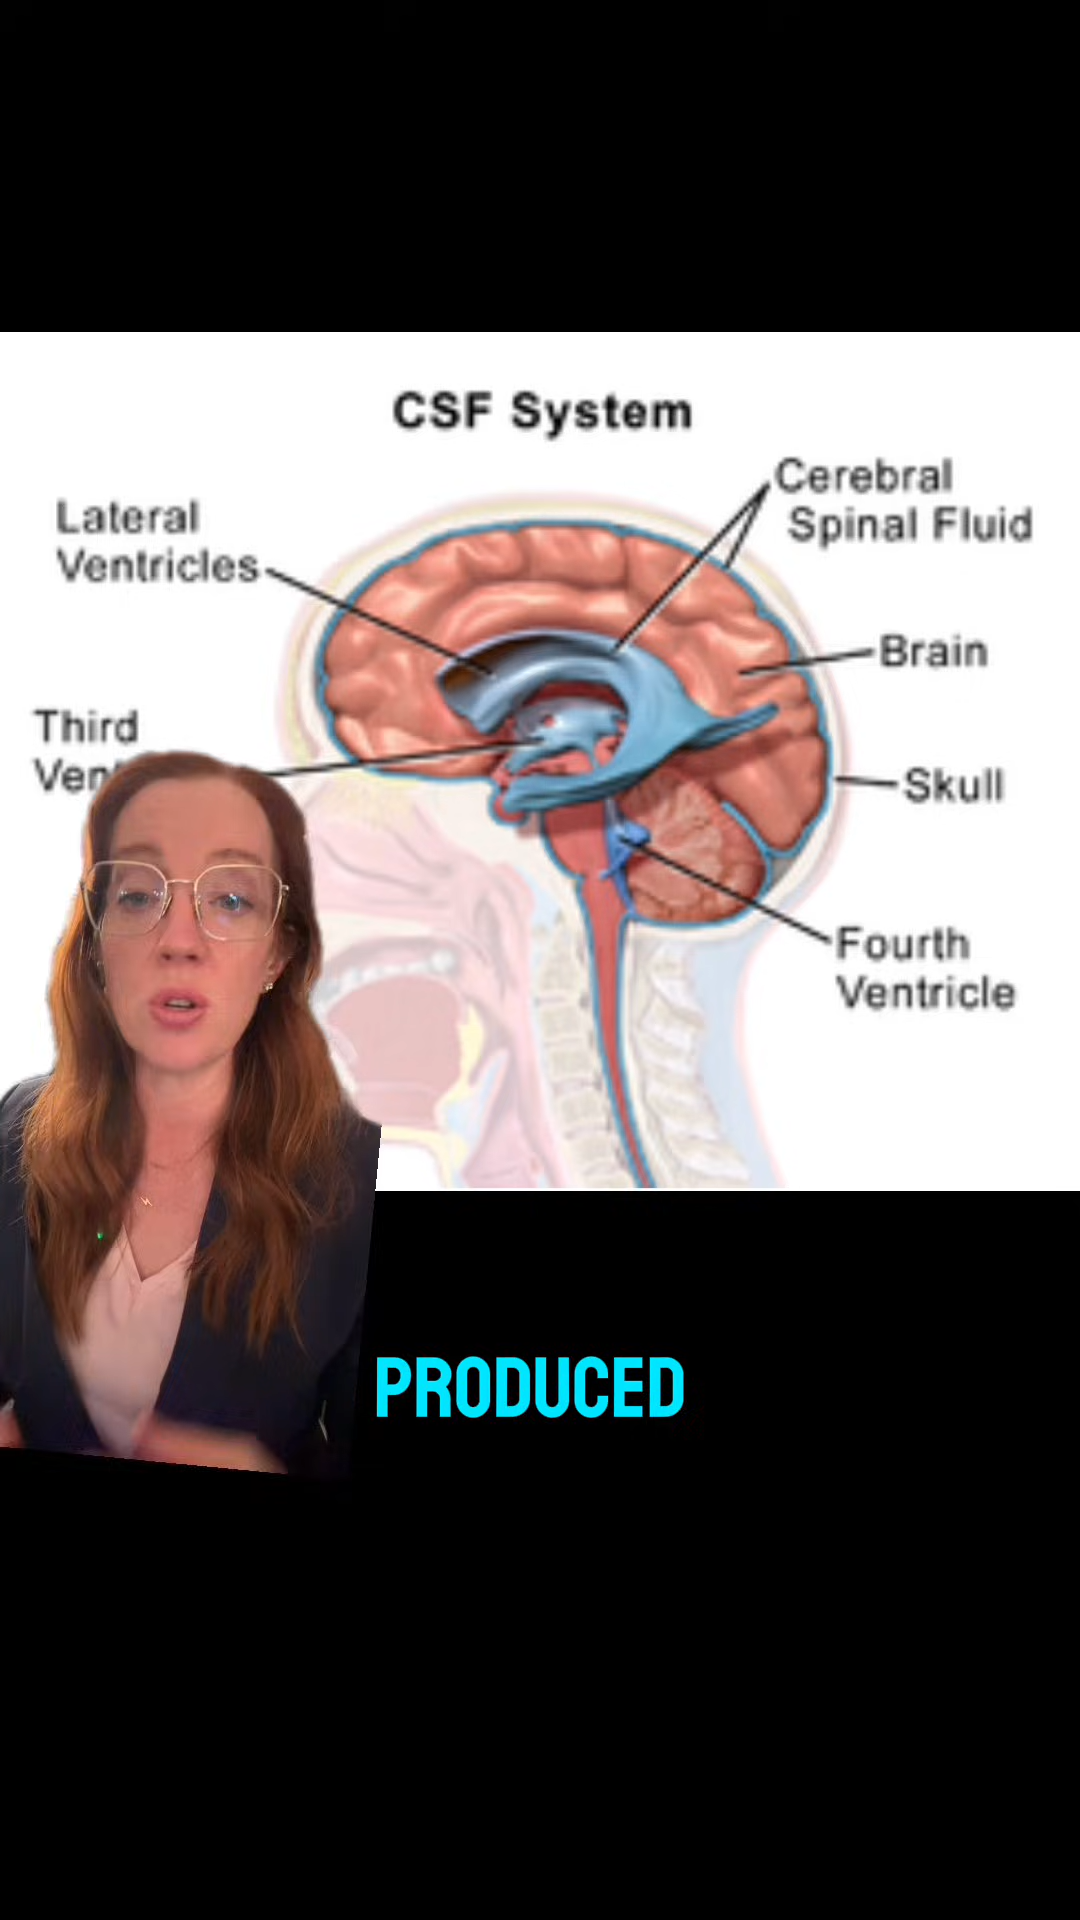 CSF System
Cerebral
Spinal Fluid
Lateral
Ventricles
Brain
Third
Skull
Fourth
Ventricle
PRODUCED